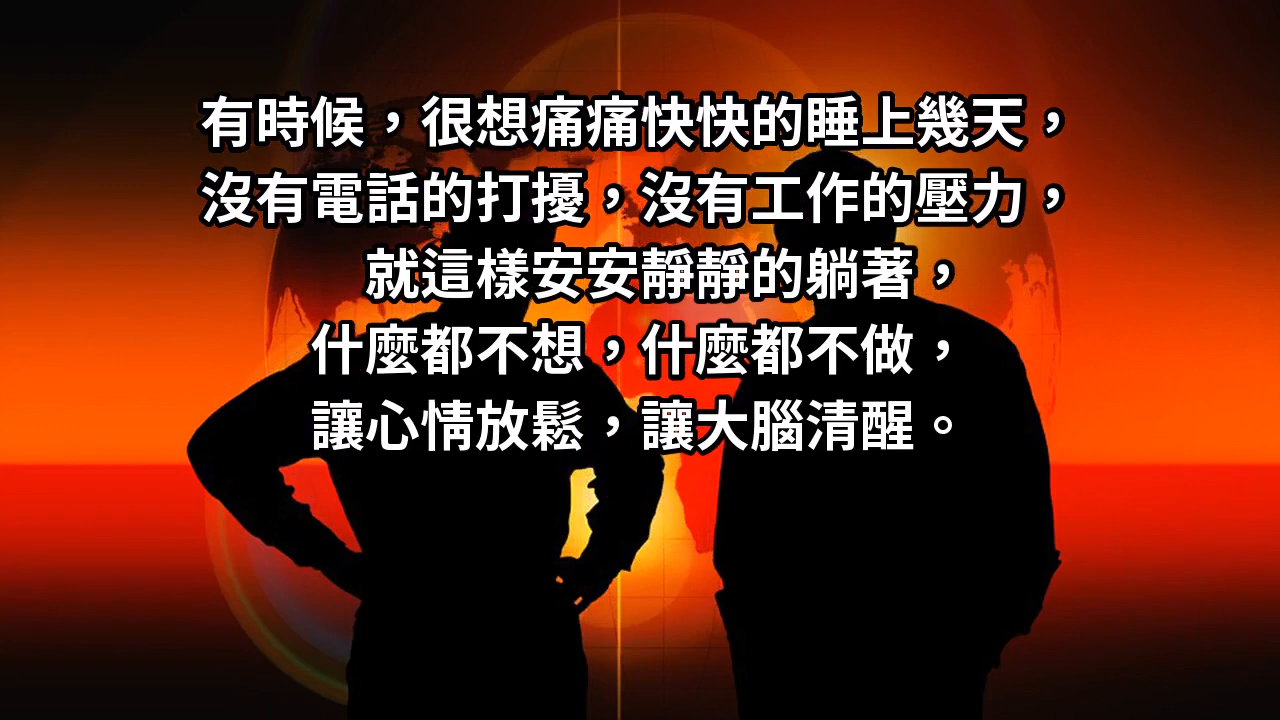 有時候，很想痛痛快快的睡上幾天，
沒有電話的打擾，沒有工作的壓力，
就這樣安安靜靜的躺著，
什麼都不想，什麼都不做，
讓心情放鬆，讓大腦清醒。